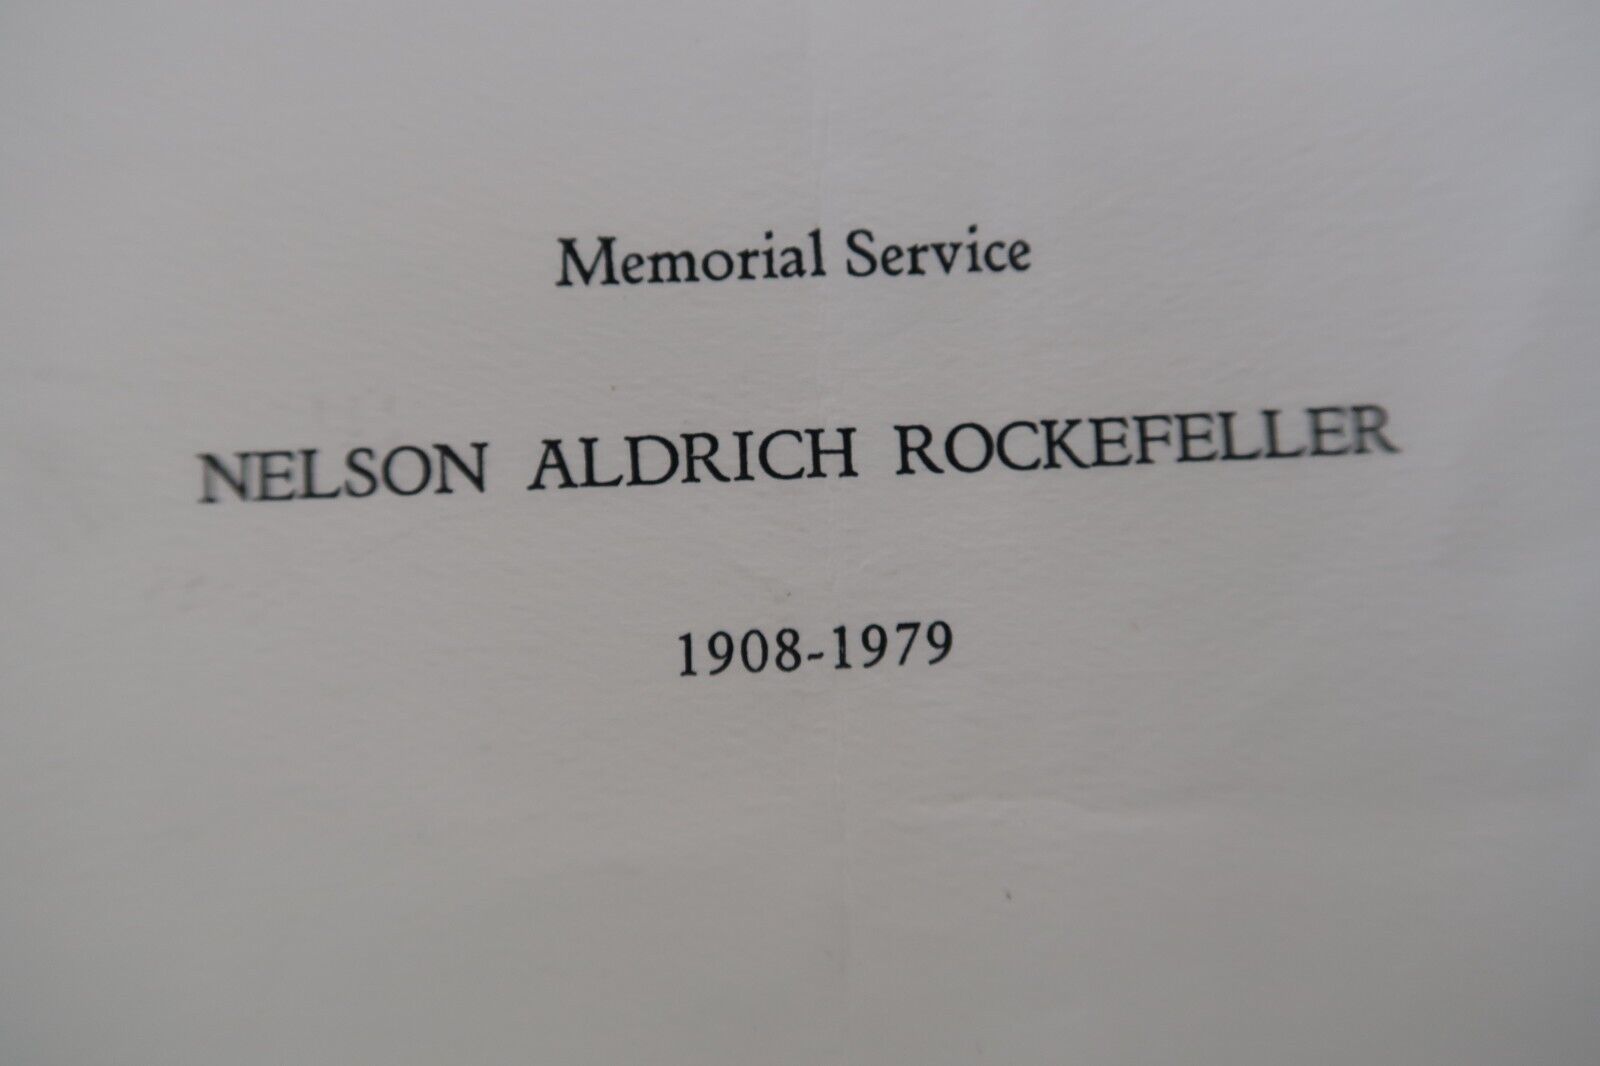 Memorial Service
NELSON ALDRICH ROCKEFELLER
1908-1979